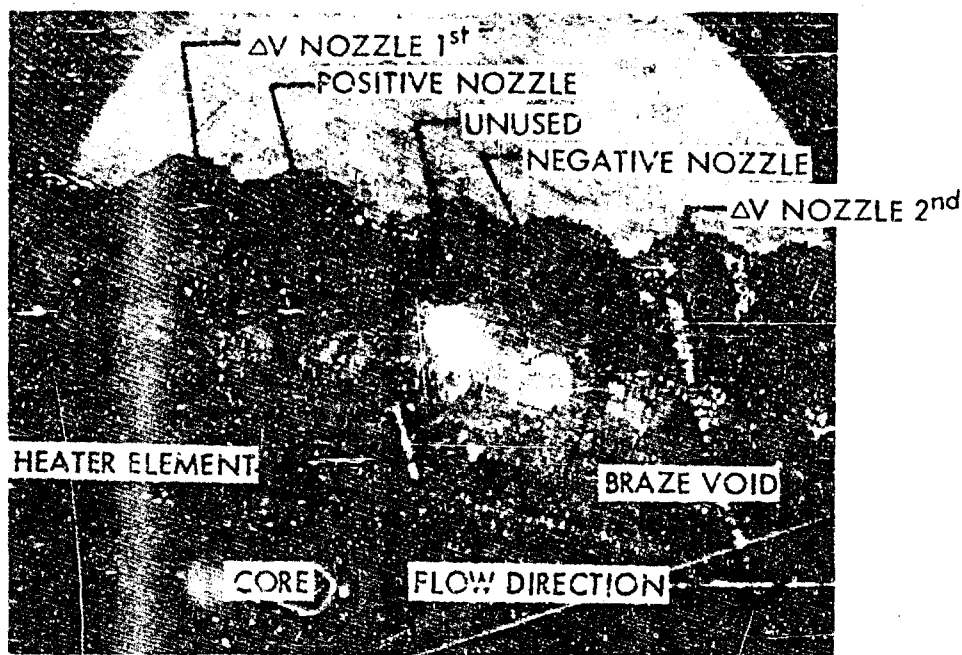 ΔV NOZZLE 1st
POSITIVE NOZZLE
UNUSED
NEGATIVE NOZZLE
ΔV NOZZLE 2nd
HEATER ELEMENT
BRAZE VOID
CORE
FLOW DIRECTION